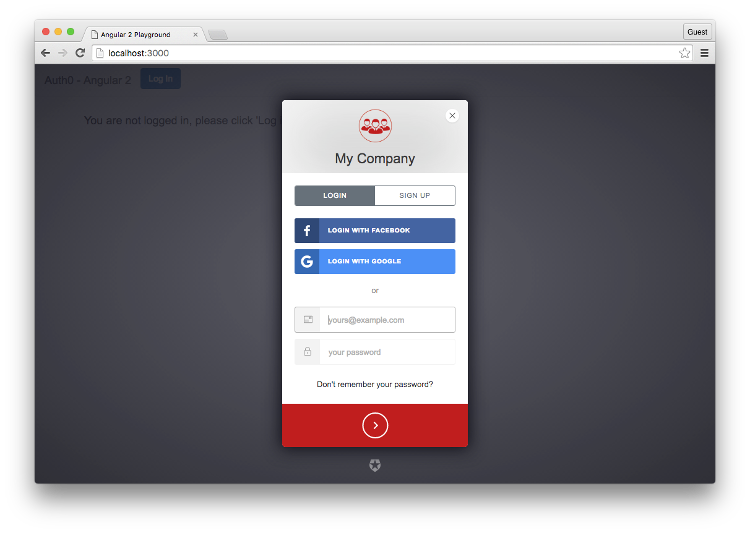 Angular 2 Playground
Guest
localhost:3000
Auth0 - Angular 2
Log In
You are not logged in, please click 'Log
My Company
LOGIN
SIGN UP
LOGIN WITH FACEBOOK
LOGIN WITH GOOGLE
or
yours@example.com
your password
Don't remember your password?